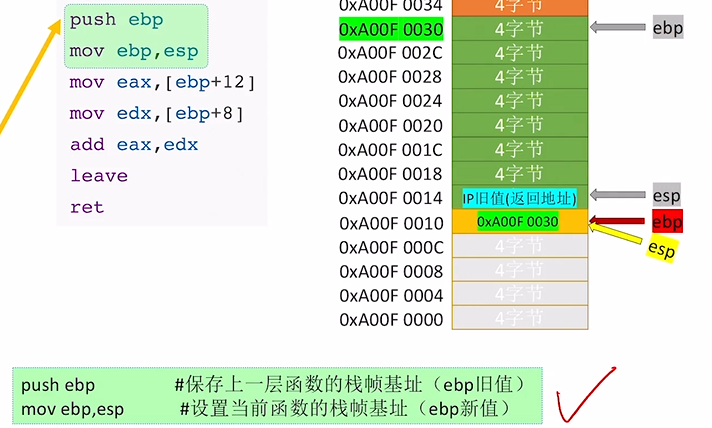 push ebp
mov ebp,esp
mov eax,[ebp+12]
mov edx,[ebp+8]
add eax,edx
leave
ret
0xA00F 0034 4字节
0xA00F 0030 4字节 ebp
0xA00F 002C 4字节
0xA00F 0028 4字节
0xA00F 0024 4字节
0xA00F 0020 4字节
0xA00F 001C 4字节
0xA00F 0018 4字节
0xA00F 0014 IP旧值(返回地址) esp
0xA00F 0010 0xA00F 0030 ebp
esp
0xA00F 000C 4字节
0xA00F 0008 4字节
0xA00F 0004 4字节
0xA00F 0000 4字节
push ebp #保存上一层函数的栈帧基址（ebp旧值）
mov ebp,esp #设置当前函数的栈帧基址（ebp新值）